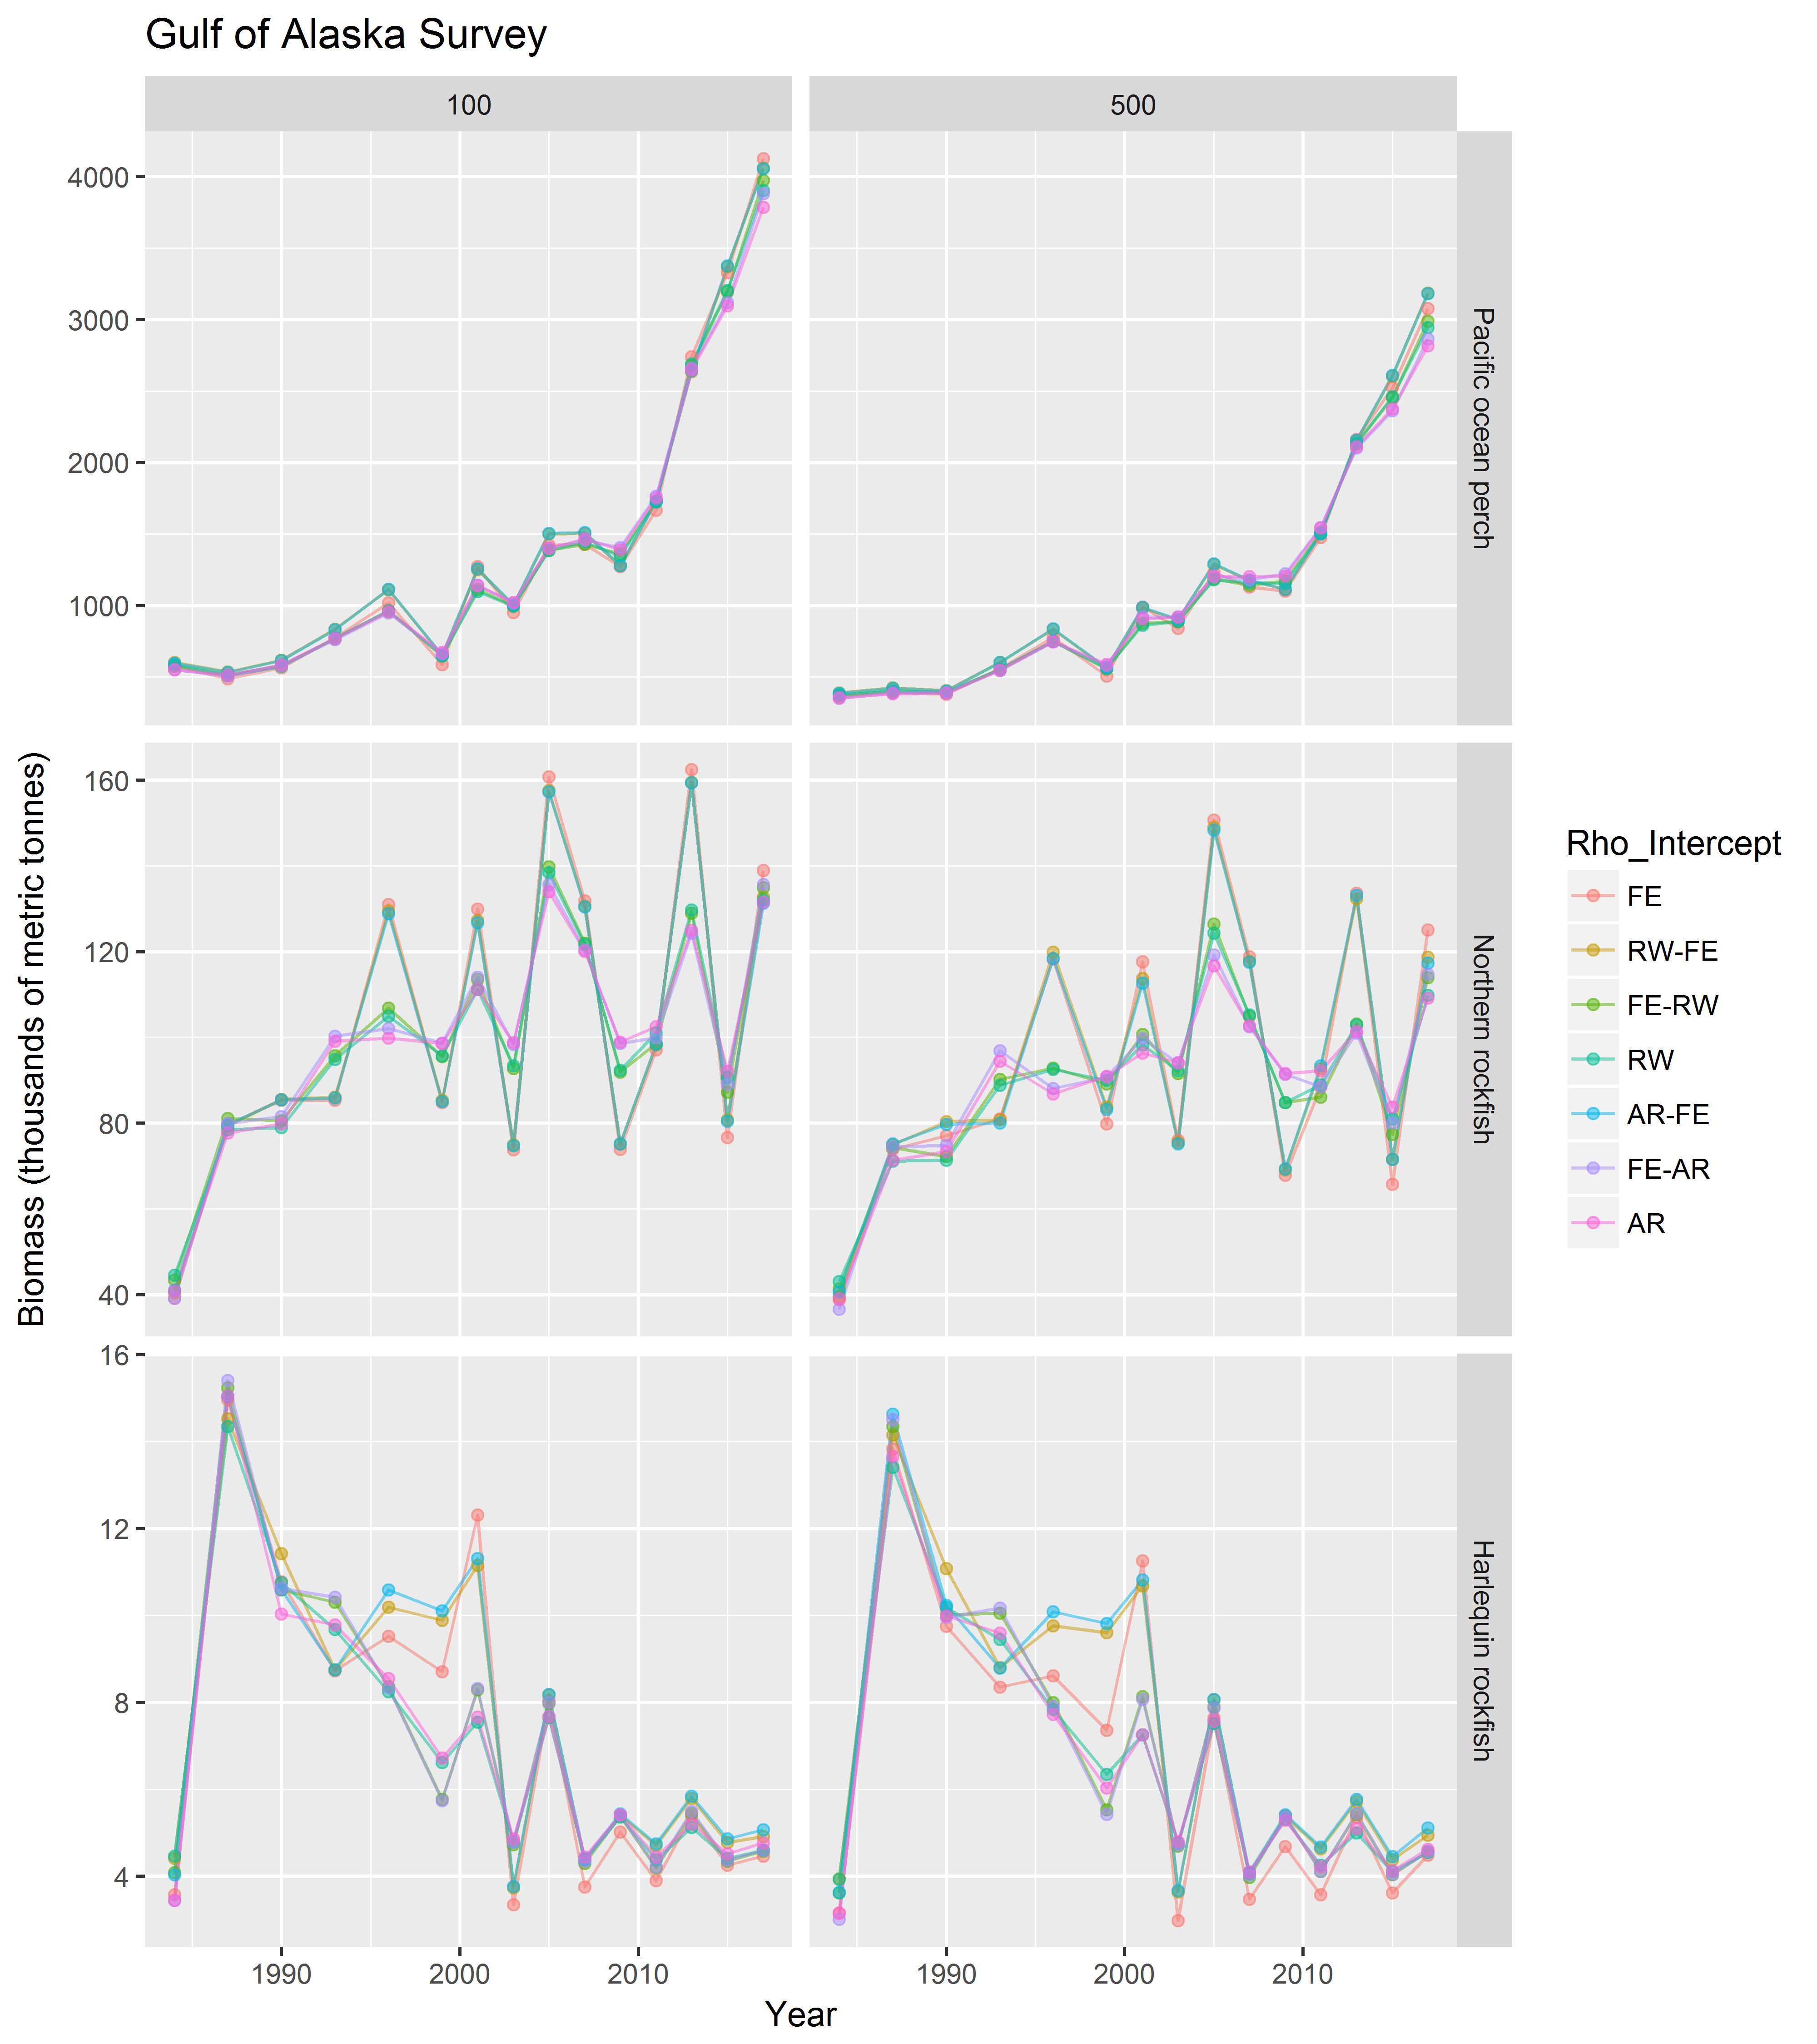 Gulf of Alaska Survey
100
500
4000
3000
2000
1000
Pacific ocean perch
160
120
80
40
Northern rockfish
16
12
8
4
Harlequin rockfish
1990
2000
2010
1990
2000
2010
Year
Biomass (thousands of metric tonnes)
Rho_Intercept
FE
RW-FE
FE-RW
RW
AR-FE
FE-AR
AR